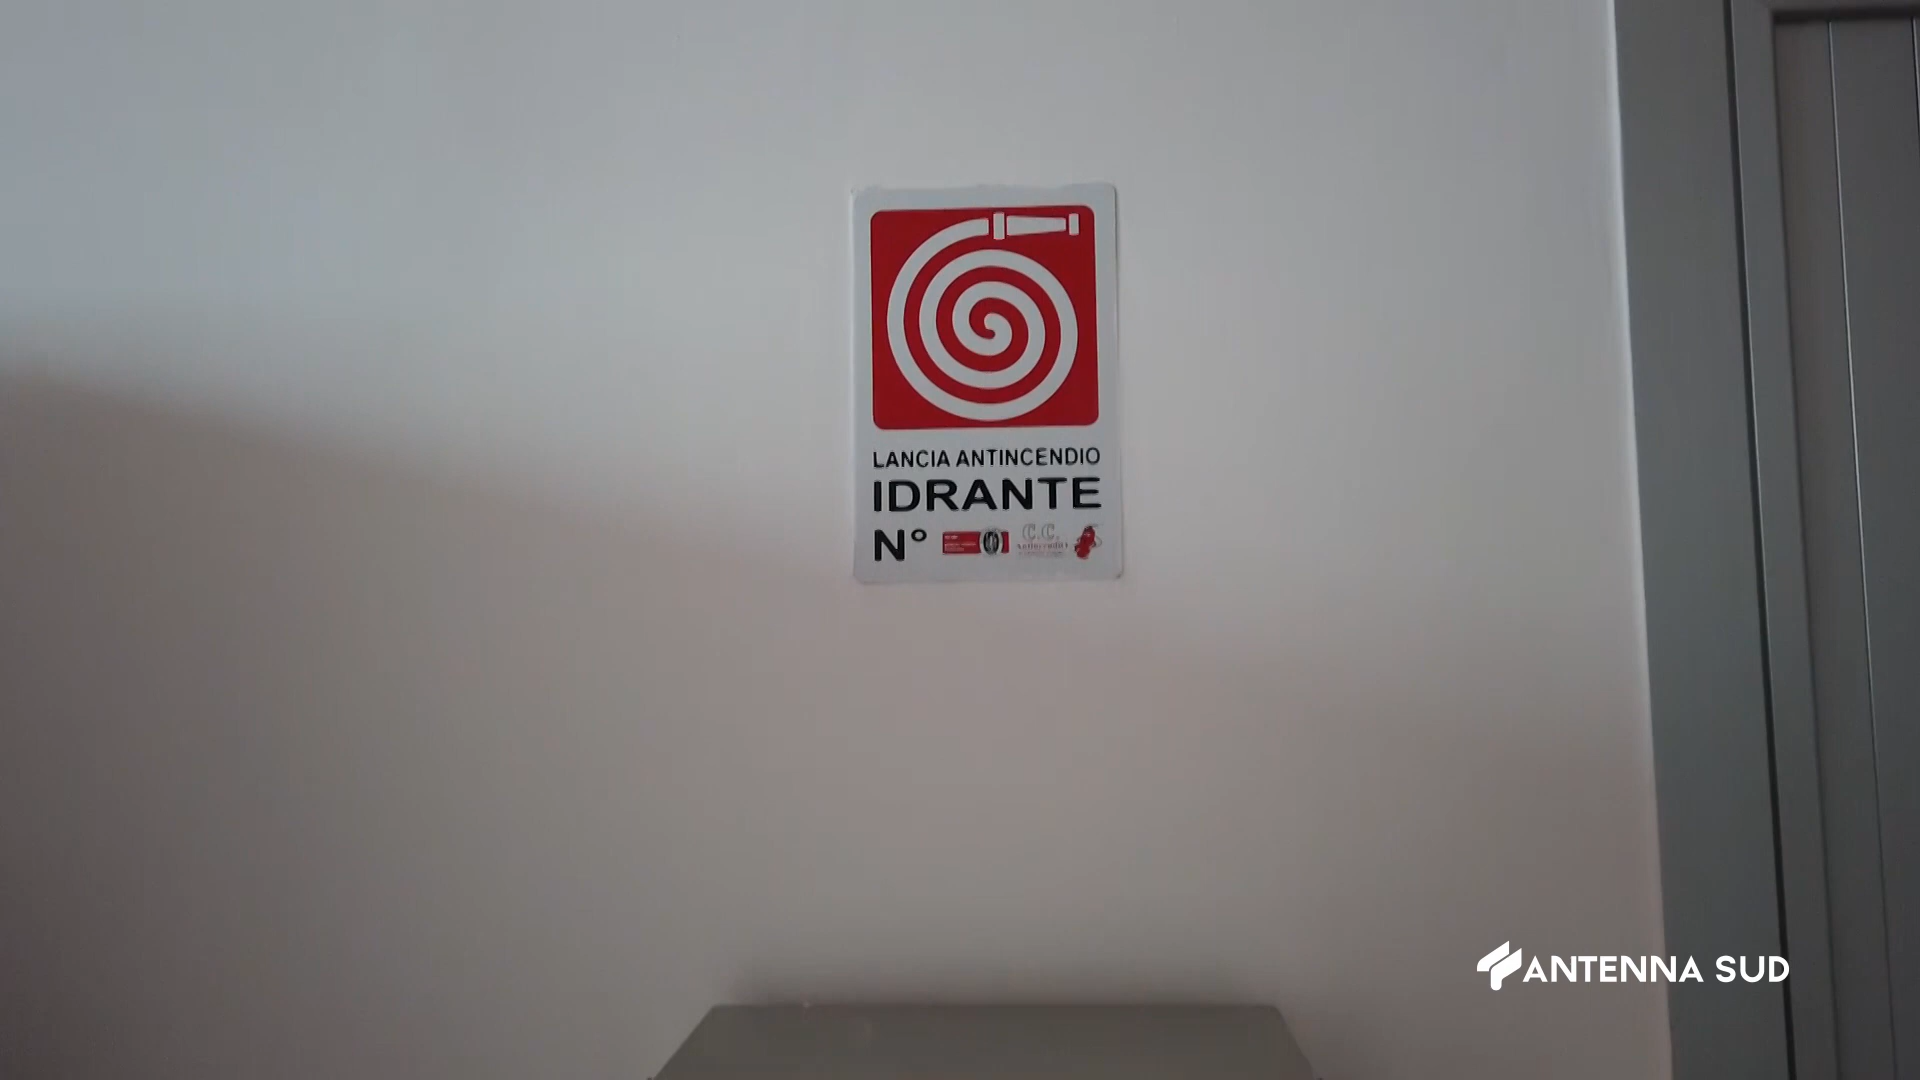 LANCIA ANTINCENDIO
IDRANTE
N°
C.C.
ANTENNA SUD